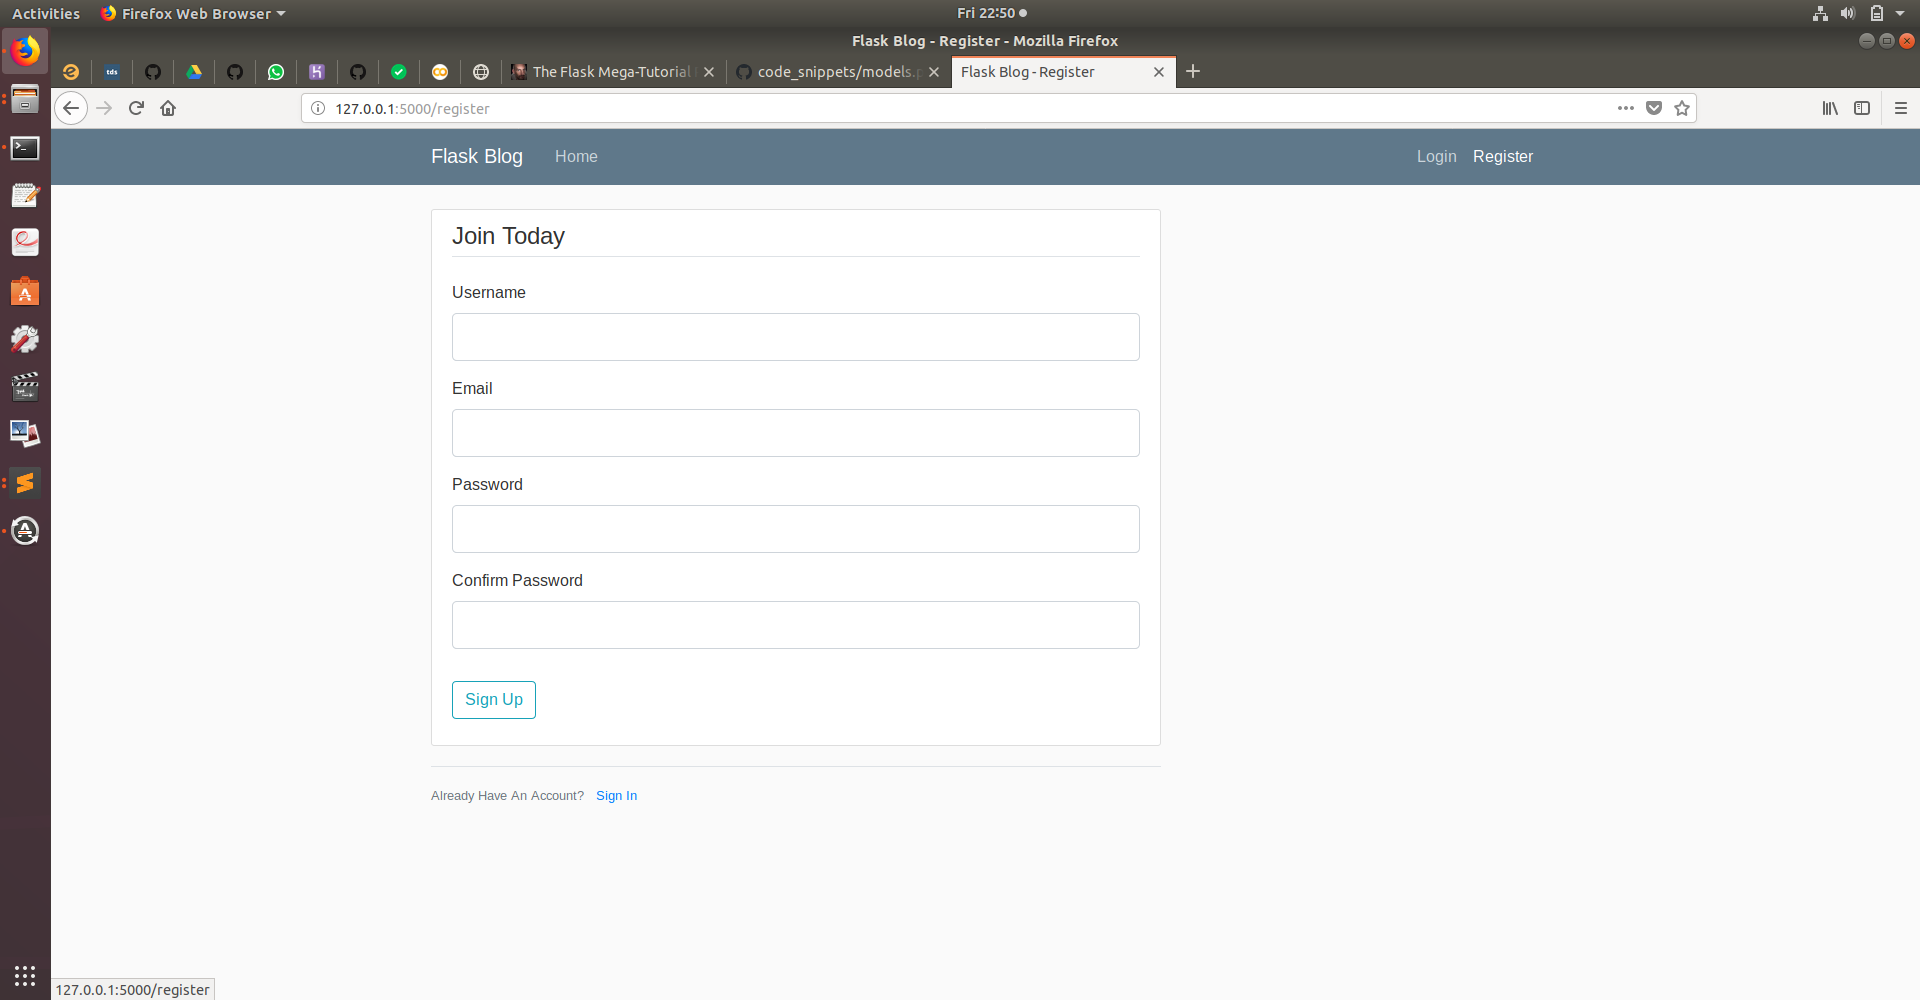 Activities Firefox Web Browser Fri 22:50
Flask Blog - Register - Mozilla Firefox
tds The Flask Mega-Tutorial code_snippets/models.p Flask Blog - Register
127.0.0.1:5000/register
Flask Blog Home Login Register
Join Today
Username
Email
Password
Confirm Password
Sign Up
Already Have An Account? Sign In
127.0.0.1:5000/register